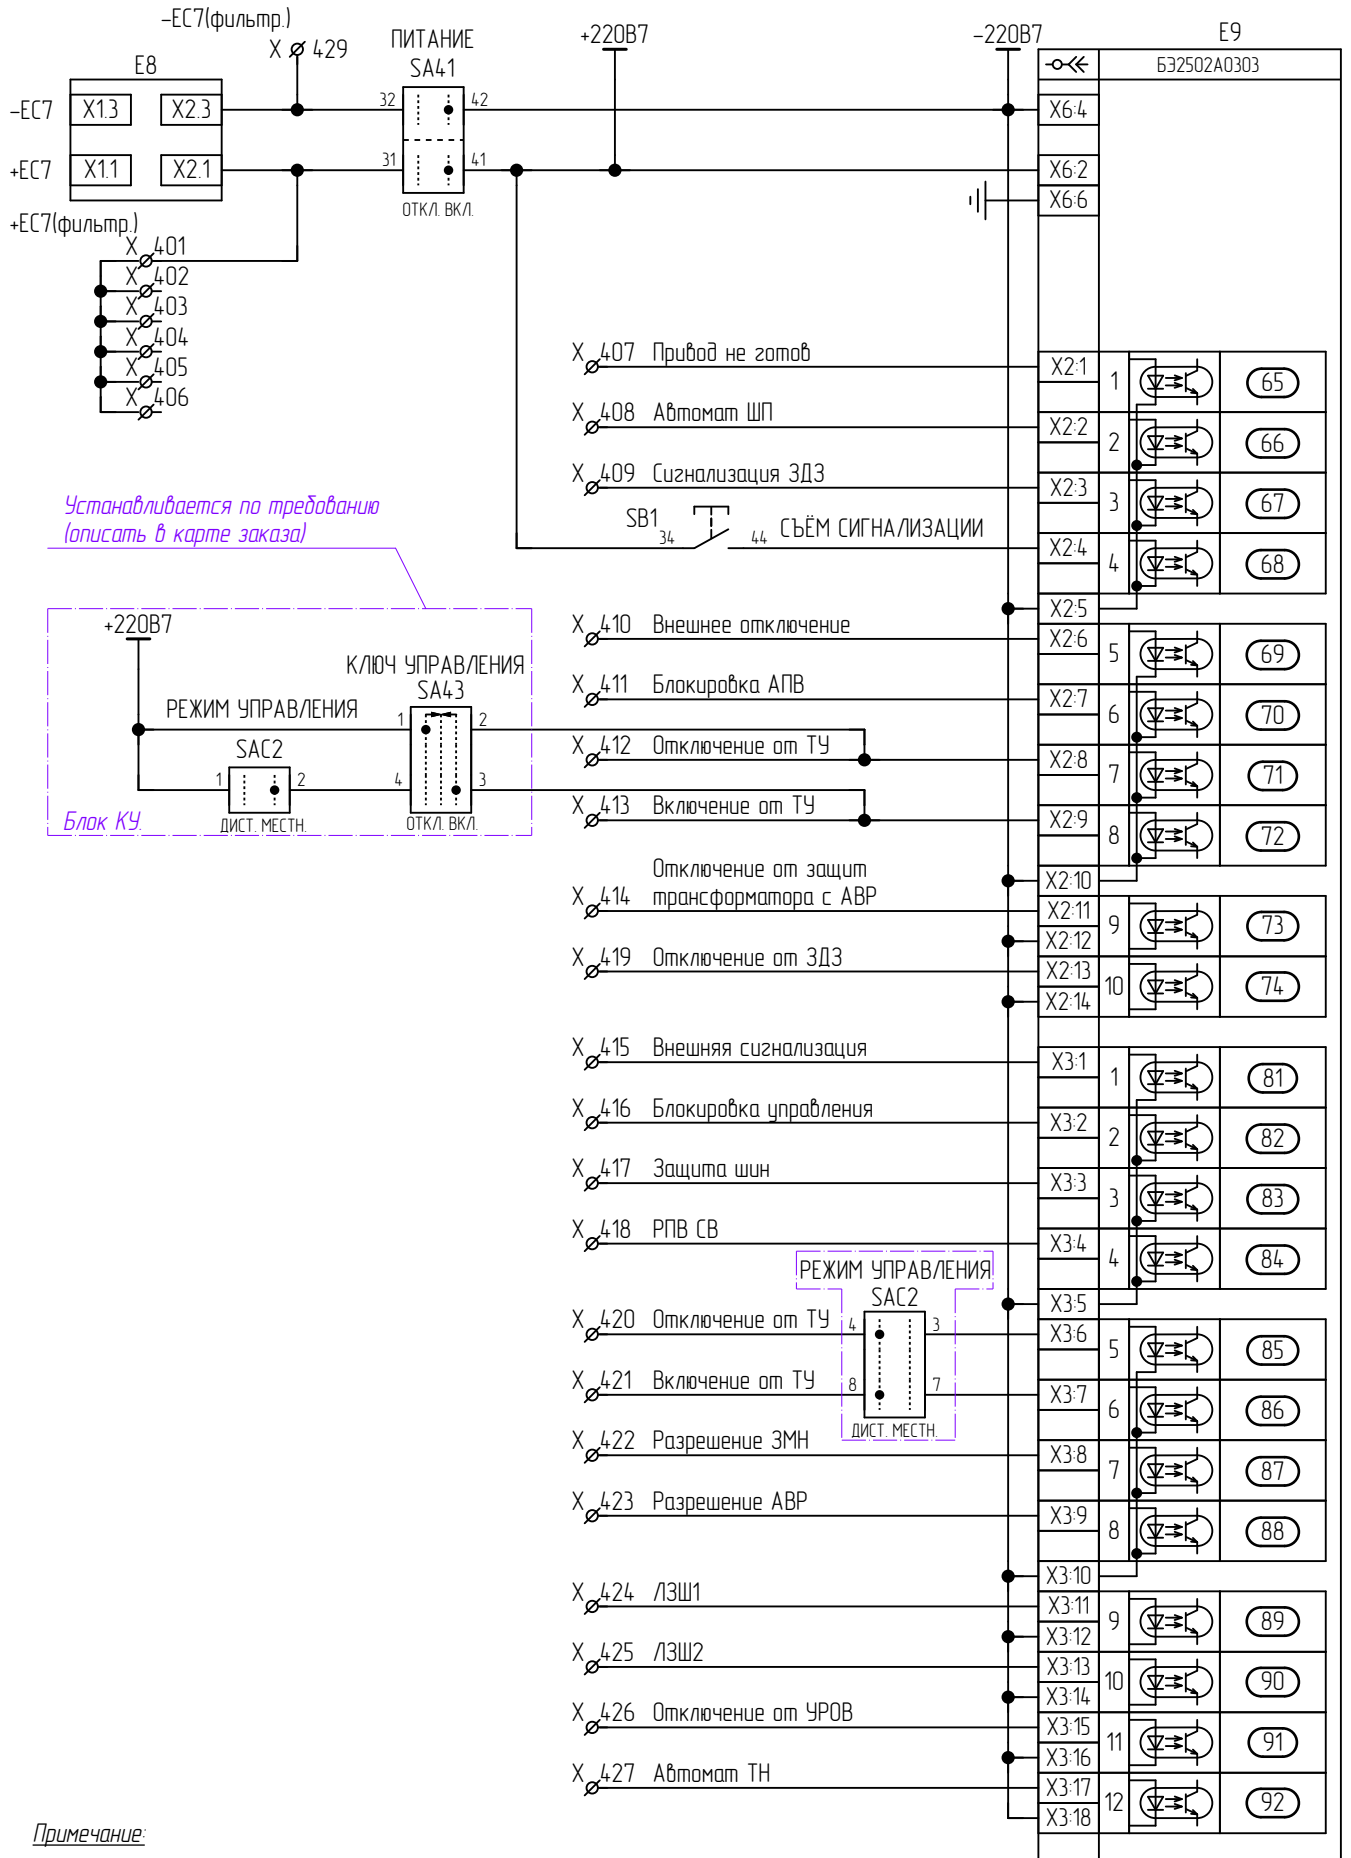 –ЕС7(фильтр.)
X 429
ПИТАНИЕ
SA41
+220В7
–220В7
E9
E8
БЭ2502А0303
–ЕС7
X1.3
X2.3
32
42
X6:4
+ЕС7
X1.1
X2.1
31
41
X6:2
ОТКЛ. ВКЛ.
X6:6
+ЕС7(фильтр.)
X 401
X 402
X 403
X 404
X 405
X 406
X 407 Привод не готов
X2:1
1
65
X 408 Автомат ШП
X2:2
2
66
X 409 Сигнализация ЗДЗ
X2:3
3
67
Устанавливается по требованию
(описать в карте заказа)
SB1
34
44
СЪЁМ СИГНАЛИЗАЦИИ
X2:4
4
68
X2:5
+220В7
X 410 Внешнее отключение
X2:6
5
69
КЛЮЧ УПРАВЛЕНИЯ
SA43
X 411 Блокировка АПВ
X2:7
6
70
РЕЖИМ УПРАВЛЕНИЯ
1
2
SAC2
X 412 Отключение от ТУ
X2:8
7
71
1
2
4
3
X 413 Включение от ТУ
X2:9
8
72
Блок КУ.
ДИСТ. МЕСТН.
ОТКЛ. ВКЛ.
X2:10
Отключение от защит
X 414 трансформатора с АВР
X2:11
9
73
X2:12
X 419 Отключение от ЗДЗ
X2:13
10
74
X2:14
X 415 Внешняя сигнализация
X3:1
1
81
X 416 Блокировка управления
X3:2
2
82
X 417 Защита шин
X3:3
3
83
X 418 РПВ СВ
X3:4
4
84
РЕЖИМ УПРАВЛЕНИЯ
SAC2
X3:5
X 420 Отключение от ТУ
4
3
X3:6
5
85
X 421 Включение от ТУ
8
7
X3:7
6
86
ДИСТ. МЕСТН.
X 422 Разрешение ЗМН
X3:8
7
87
X 423 Разрешение АВР
X3:9
8
88
X3:10
X 424 ЛЗШ1
X3:11
9
89
X3:12
X 425 ЛЗШ2
X3:13
10
90
X3:14
X 426 Отключение от УРОВ
X3:15
11
91
X3:16
X 427 Автомат ТН
X3:17
12
92
X3:18
Примечание: